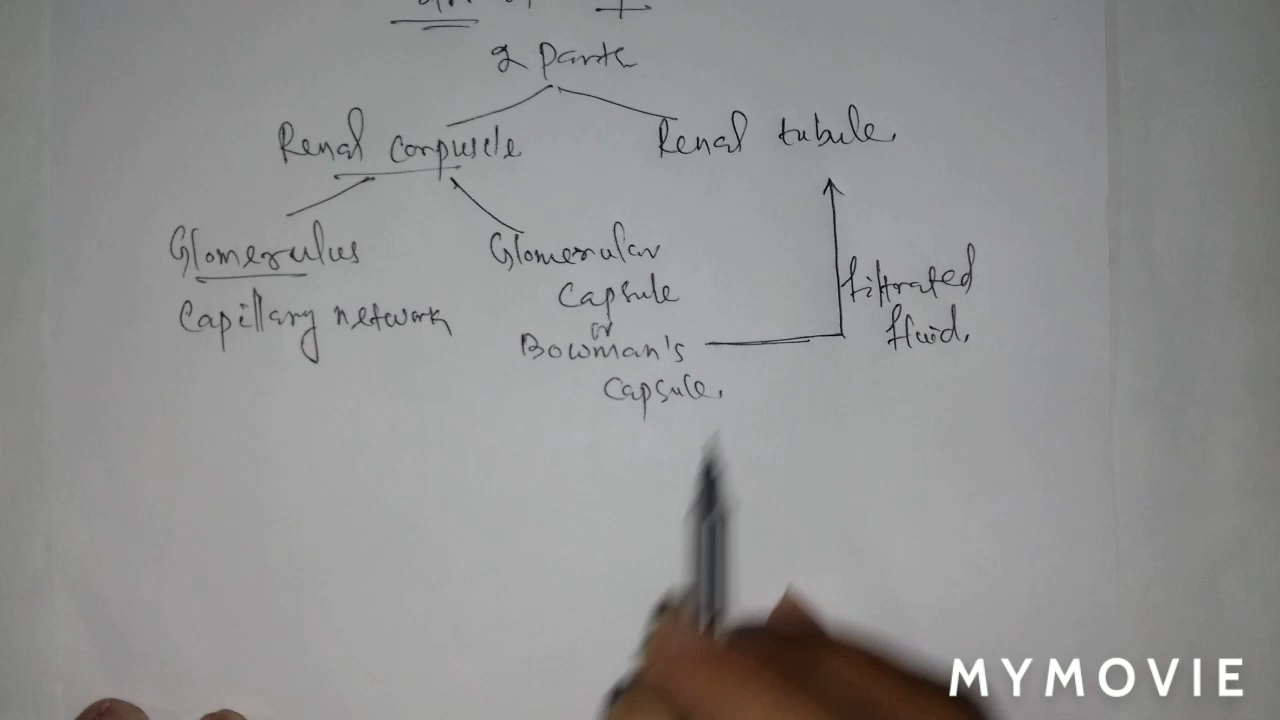 2 parts
Renal corpuscle
Renal tubule.
Glomerulus
Capillary network
Glomerular
Capsule
or
Bowman's
Capsule.
filtrated
fluid.
MYMOVIE